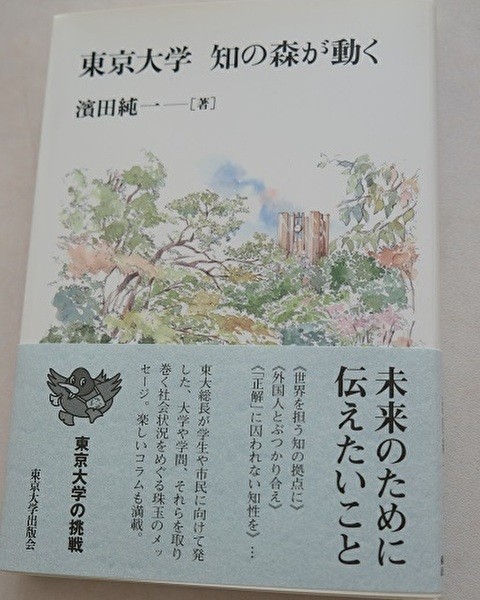 東京大学 知の森が動く
濱田純一――[著]
未来のために
伝えたいこと
《世界を担う知の拠点に》
《外国人とぶつかり合え》
《「正解」に囚われない知性を》…
東大総長が学生や市民に向けて発
した、大学や学問、それらを取り
巻く社会状況をめぐる珠玉のメッ
セージ。楽しいコラムも満載。
東京大学の挑戦
東京大学出版会